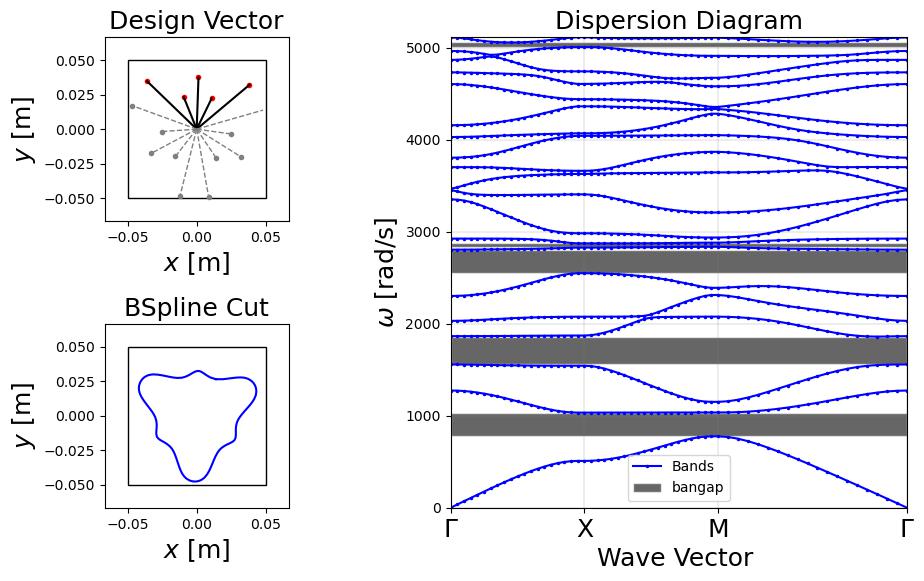 Design Vector
0.050
0.025
0.000
−0.025
−0.050
y [m]
−0.05
0.00
0.05
x [m]
BSpline Cut
0.050
0.025
0.000
−0.025
−0.050
y [m]
−0.05
0.00
0.05
x [m]
Dispersion Diagram
5000
4000
3000
2000
1000
0
ω [rad/s]
Bands
bangap
Γ
X
M
Γ
Wave Vector